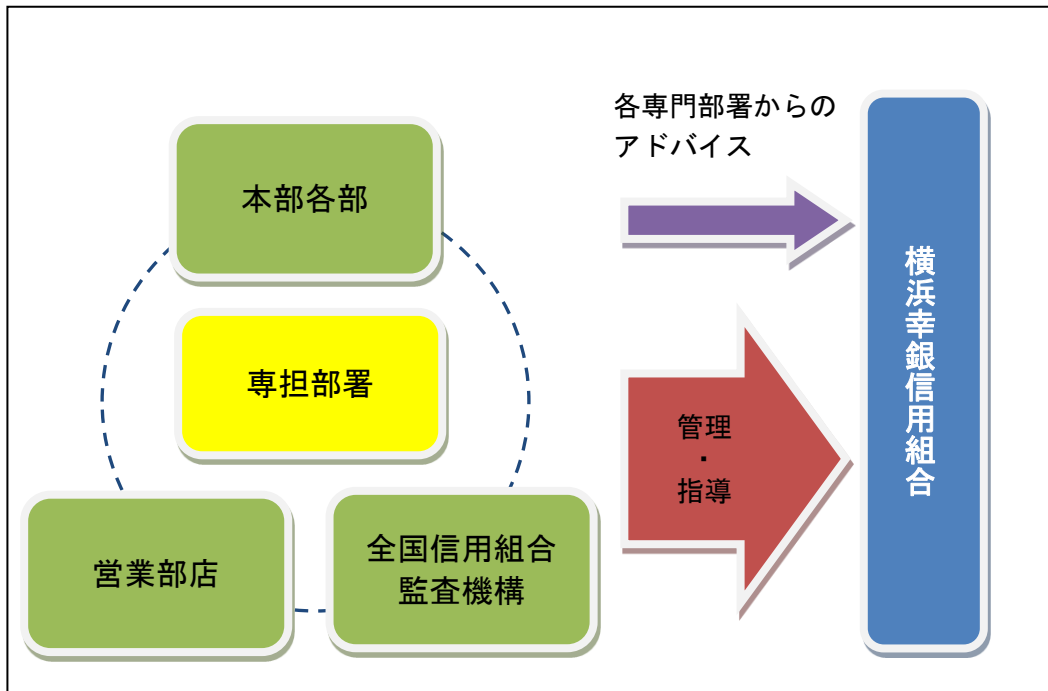 各専門部署からの
アドバイス
本部各部
専担部署
営業部店
全国信用組合
監査機構
管理
・
指導
横浜幸銀信用組合